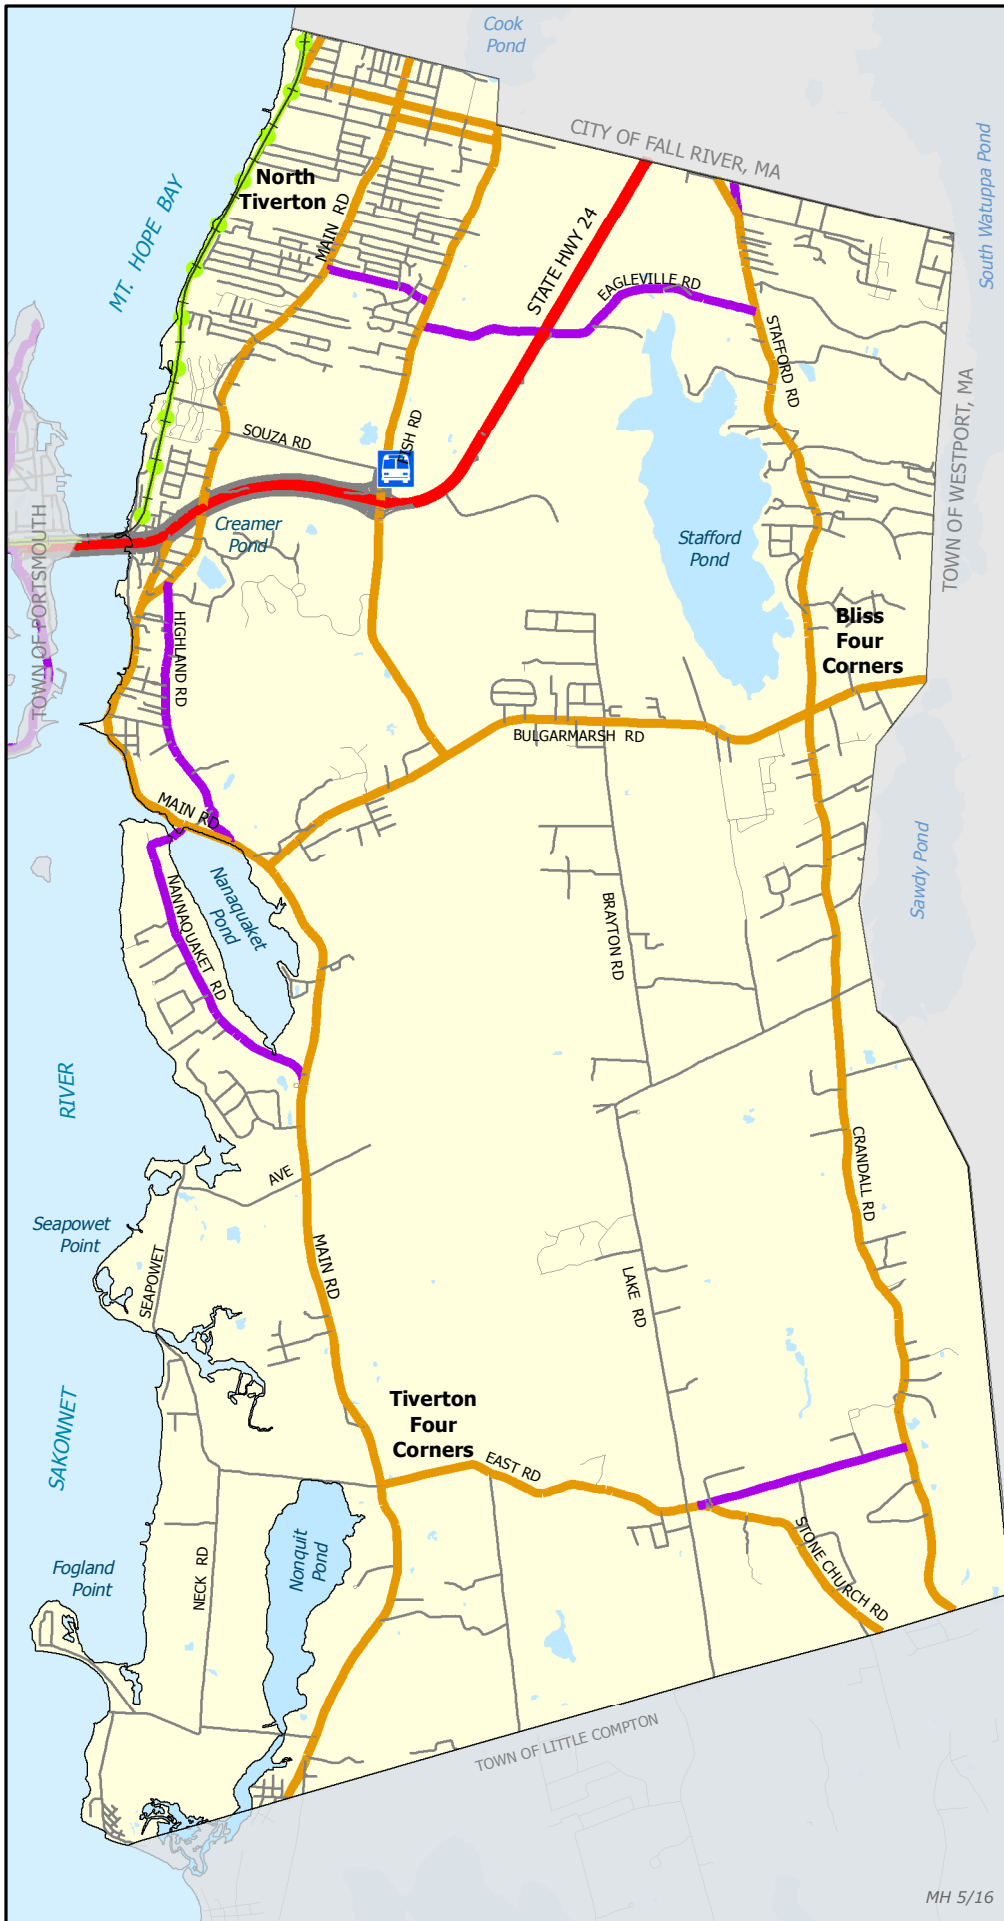 Cook
Pond
CITY OF FALL RIVER, MA
South Watuppa Pond
North
Tiverton
MAIN RD
MT. HOPE BAY
STATE HWY 24
EAGLEVILLE RD
STAFFORD RD
TOWN OF WESTPORT, MA
SOUZA RD
FISH RD
Creamer
Pond
Stafford
Pond
TOWN OF PORTSMOUTH
HIGHLAND RD
Bliss
Four
Corners
BULGARMARSH RD
MAIN RD
Sawdy Pond
Nanaquaket
Pond
NANNAQUAKET RD
BRAYTON RD
RIVER
CRANDALL RD
AVE
Seapowet
Point
SEAPOWET
MAIN RD
LAKE RD
SAKONNET
Tiverton
Four
Corners
EAST RD
STONE CHURCH RD
Nonquit
Pond
NECK RD
Fogland
Point
TOWN OF LITTLE COMPTON
MH 5/16